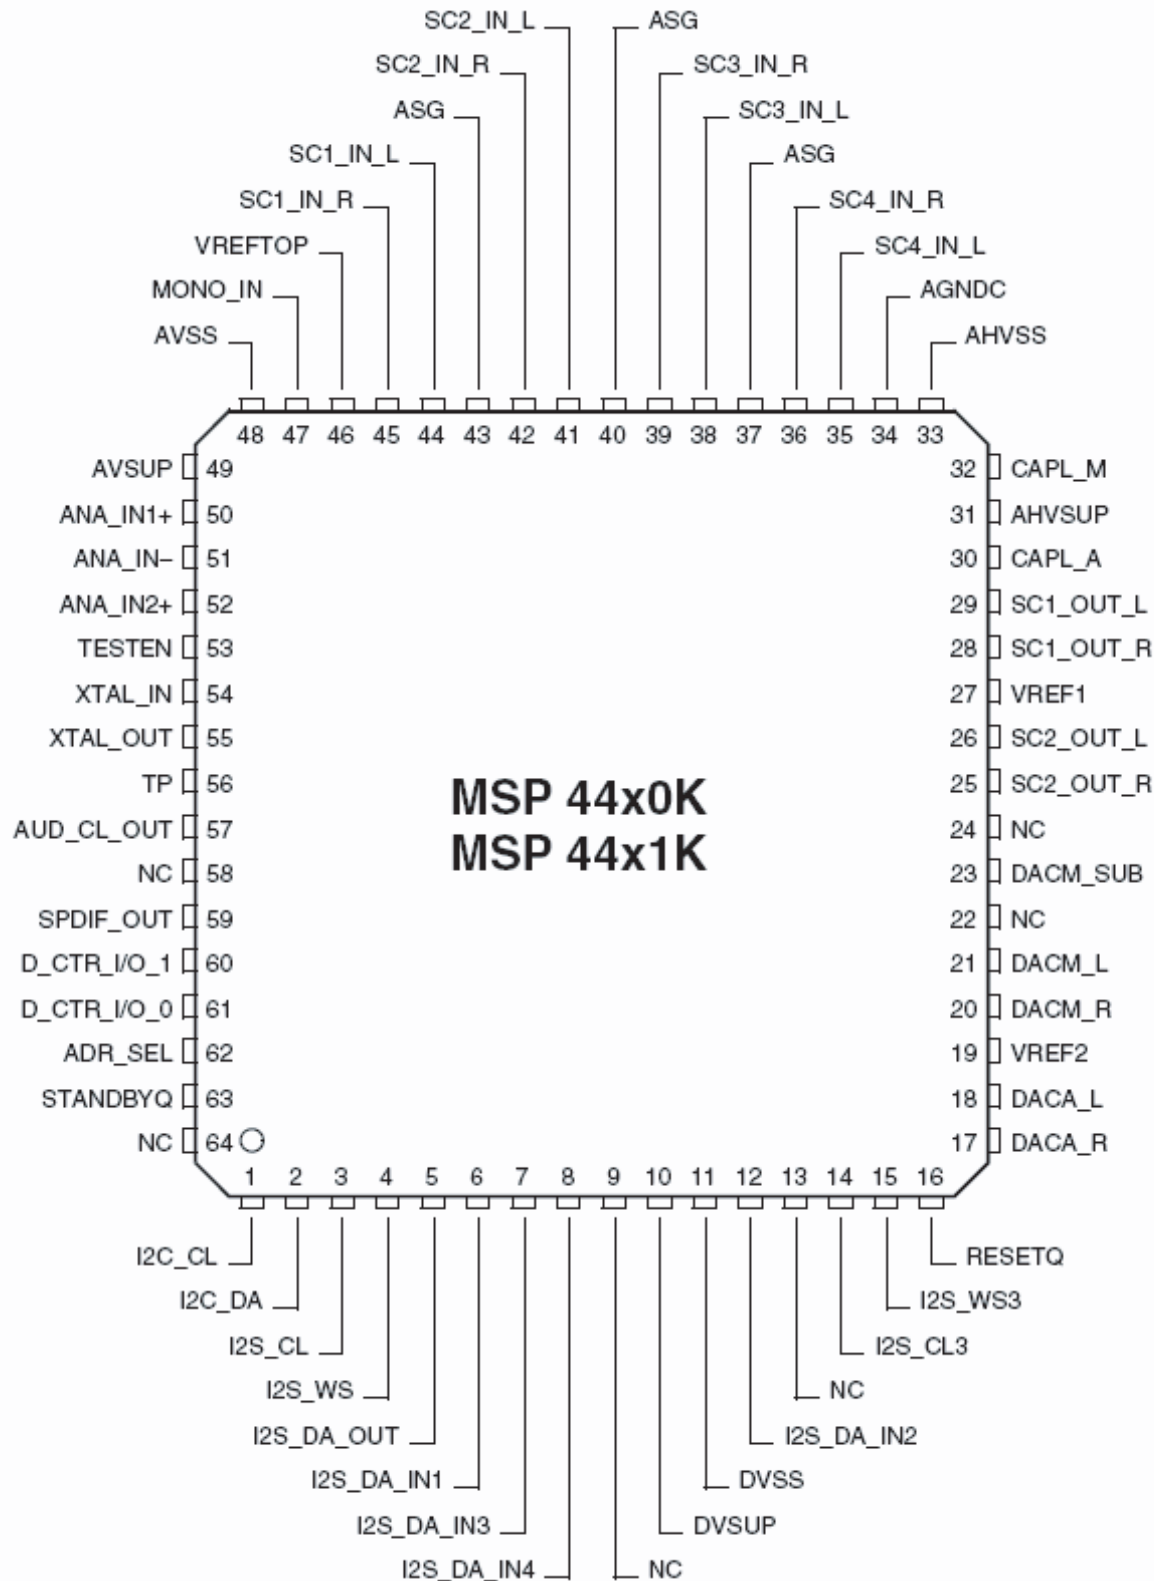 SC2_IN_L ASG
SC2_IN_R SC3_IN_R
ASG SC3_IN_L
SC1_IN_L ASG
SC1_IN_R SC4_IN_R
VREFTOP SC4_IN_L
MONO_IN AGNDC
AVSS AHVSS
48 47 46 45 44 43 42 41 40 39 38 37 36 35 34 33
AVSUP 49 32 CAPL_M
ANA_IN1+ 50 31 AHVSUP
ANA_IN− 51 30 CAPL_A
ANA_IN2+ 52 29 SC1_OUT_L
TESTEN 53 28 SC1_OUT_R
XTAL_IN 54 27 VREF1
XTAL_OUT 55 26 SC2_OUT_L
TP 56 25 SC2_OUT_R
MSP 44x0K
AUD_CL_OUT 57 24 NC
MSP 44x1K
NC 58 23 DACM_SUB
SPDIF_OUT 59 22 NC
D_CTR_I/O_1 60 21 DACM_L
D_CTR_I/O_0 61 20 DACM_R
ADR_SEL 62 19 VREF2
STANDBYQ 63 18 DACA_L
NC 64 17 DACA_R
1 2 3 4 5 6 7 8 9 10 11 12 13 14 15 16
I2C_CL RESETQ
I2C_DA I2S_WS3
I2S_CL I2S_CL3
I2S_WS NC
I2S_DA_OUT I2S_DA_IN2
I2S_DA_IN1 DVSS
I2S_DA_IN3 DVSUP
I2S_DA_IN4 NC